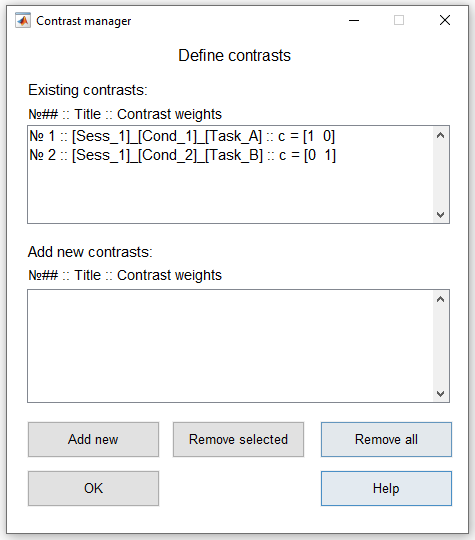 Contrast manager
Define contrasts
Existing contrasts:
№## :: Title :: Contrast weights
№ 1 :: [Sess_1]_[Cond_1]_[Task_A] :: c = [1  0]
№ 2 :: [Sess_1]_[Cond_2]_[Task_B] :: c = [0  1]
Add new contrasts:
№## :: Title :: Contrast weights
Add new
Remove selected
Remove all
OK
Help